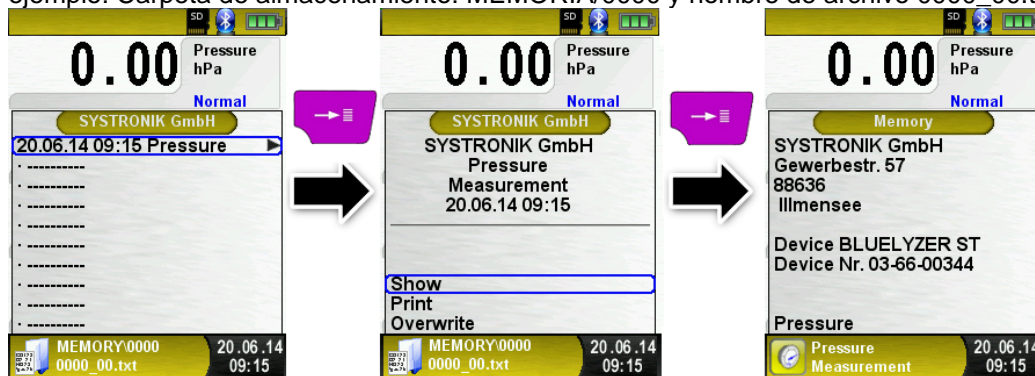 ejemplo: Carpeta de almacenamiento: MEMORIA/0000 y nombre de archivo 0000_00.
SD
0.00 Pressure
hPa
Normal
SYSTRONIK GmbH
20.06.14 09:15 Pressure
. ----------
. ----------
. ----------
. ----------
. ----------
. ----------
. ----------
. ----------
. ----------
MEMORY\0000
0000_00.txt
20.06.14
09:15
SD
0.00 Pressure
hPa
Normal
SYSTRONIK GmbH
SYSTRONIK GmbH
Pressure
Measurement
20.06.14 09:15
Show
Print
Overwrite
MEMORY\0000
0000_00.txt
20.06.14
09:15
SD
0.00 Pressure
hPa
Normal
Memory
SYSTRONIK GmbH
Gewerbestr. 57
88636
Illmensee
Device BLUELYZER ST
Device Nr. 03-66-00344
Pressure
Pressure
Measurement
20.06.14
09:15